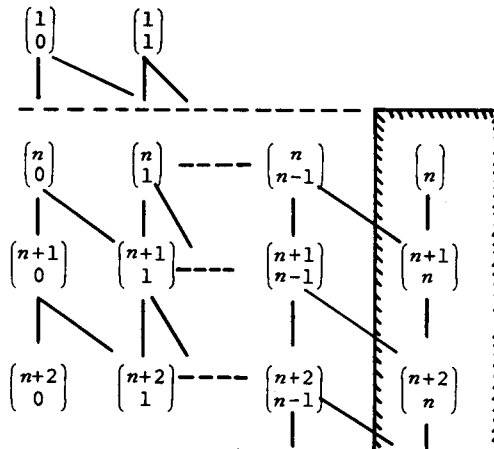 (1 0) (1 1)
(n 0) (n 1) (n n-1) (n)
(n+1 0) (n+1 1) (n+1 n-1) (n+1 n)
(n+2 0) (n+2 1) (n+2 n-1) (n+2 n)